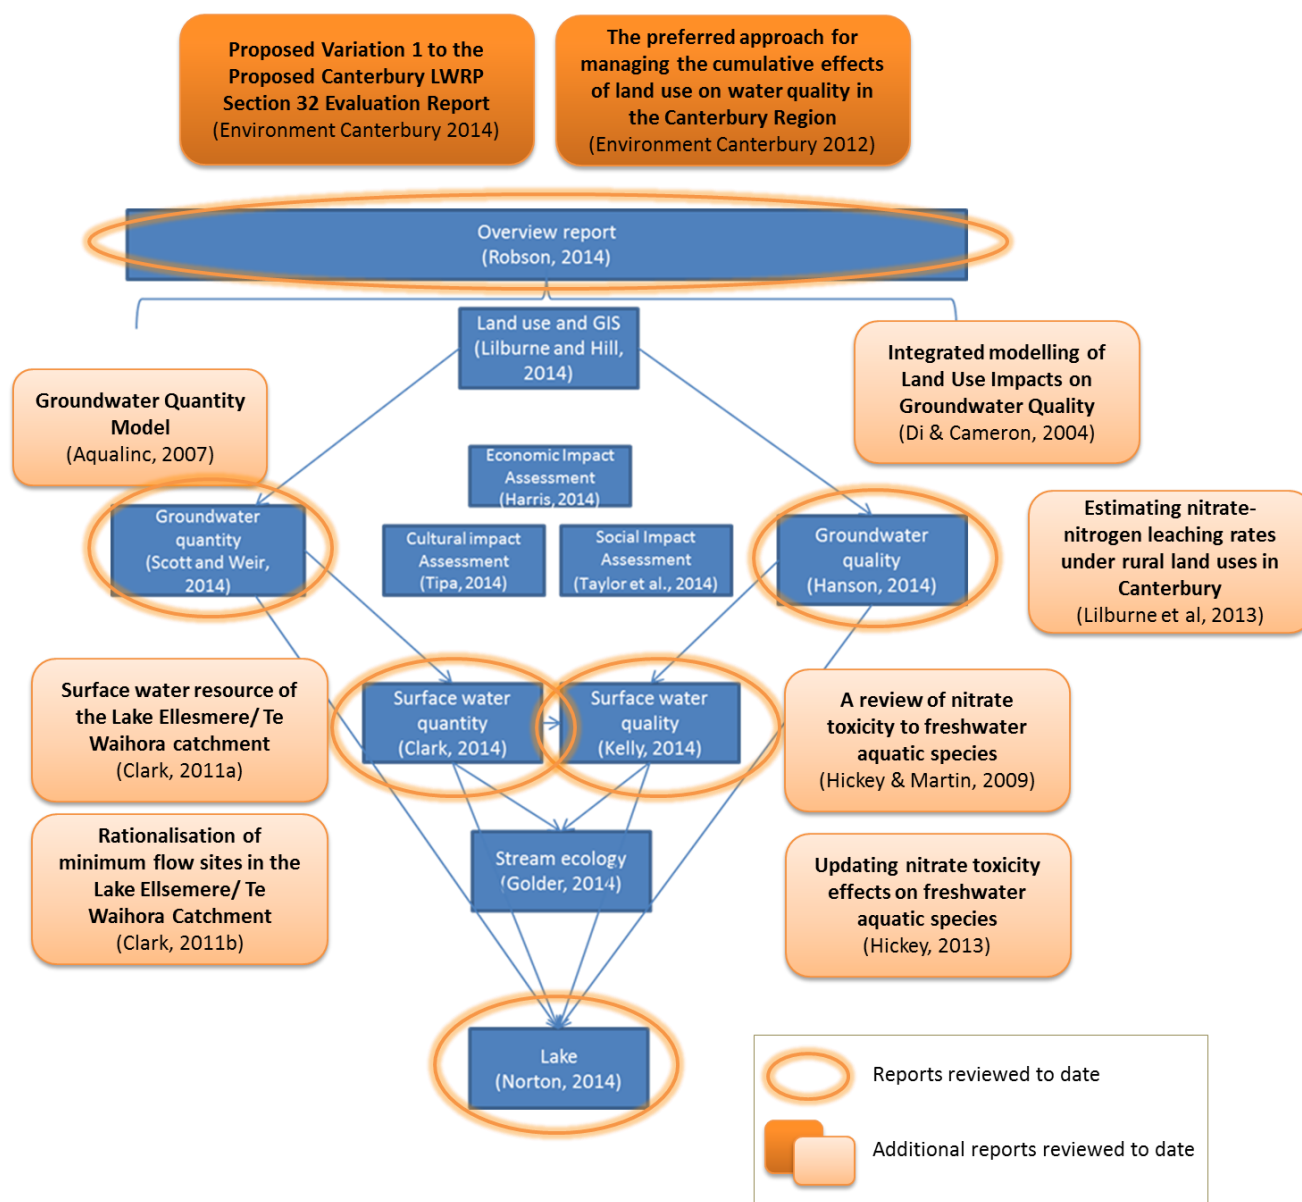 Proposed Variation 1 to the
Proposed Canterbury LWRP
Section 32 Evaluation Report
(Environment Canterbury 2014)
The preferred approach for
managing the cumulative effects
of land use on water quality in
the Canterbury Region
(Environment Canterbury 2012)
Overview report
(Robson, 2014)
Land use and GIS
(Lilburne and Hill,
2014)
Integrated modelling of
Land Use Impacts on
Groundwater Quality
(Di & Cameron, 2004)
Groundwater Quantity
Model
(Aqualinc, 2007)
Economic Impact
Assessment
(Harris, 2014)
Groundwater
quantity
(Scott and Weir,
2014)
Cultural impact
Assessment
(Tipa, 2014)
Social Impact
Assessment
(Taylor et al., 2014)
Groundwater
quality
(Hanson, 2014)
Estimating nitrate-
nitrogen leaching rates
under rural land uses in
Canterbury
(Lilburne et al, 2013)
Surface water resource of
the Lake Ellesmere/ Te
Waihora catchment
(Clark, 2011a)
Surface water
quantity
(Clark, 2014)
Surface water
quality
(Kelly, 2014)
A review of nitrate
toxicity to freshwater
aquatic species
(Hickey & Martin, 2009)
Rationalisation of
minimum flow sites in the
Lake Ellsemere/ Te
Waihora Catchment
(Clark, 2011b)
Stream ecology
(Golder, 2014)
Updating nitrate toxicity
effects on freshwater
aquatic species
(Hickey, 2013)
Lake
(Norton, 2014)
Reports reviewed to date
Additional reports reviewed to date